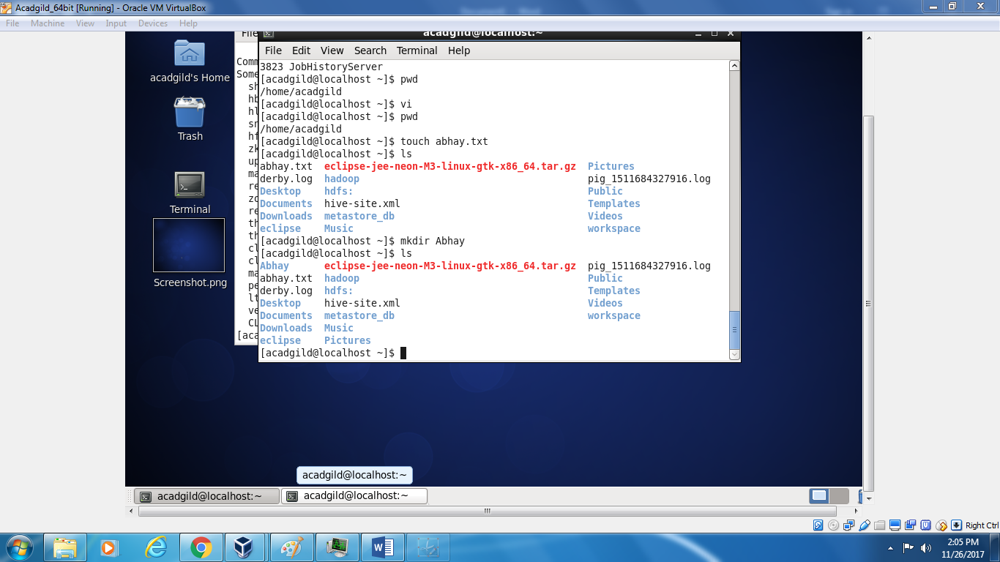 Acadgild_64bit [Running] - Oracle VM VirtualBox
File Machine View Input Devices Help
acadgild's Home
Trash
Terminal
Screenshot.png
File
Comm
Some
sh
hb
hl
sn
hf
zk
up
ma
re
zo
re
th
th
cl
cl
ma
pe
lt
ve
CL
[aca
acadgild@localhost:~
File Edit View Search Terminal Help
3823 JobHistoryServer
[acadgild@localhost ~]$ pwd
/home/acadgild
[acadgild@localhost ~]$ vi
[acadgild@localhost ~]$ pwd
/home/acadgild
[acadgild@localhost ~]$ touch abhay.txt
[acadgild@localhost ~]$ ls
abhay.txt eclipse-jee-neon-M3-linux-gtk-x86_64.tar.gz Pictures
derby.log hadoop pig_1511684327916.log
Desktop hdfs: Public
Documents hive-site.xml Templates
Downloads metastore_db Videos
eclipse Music workspace
[acadgild@localhost ~]$ mkdir Abhay
[acadgild@localhost ~]$ ls
Abhay eclipse-jee-neon-M3-linux-gtk-x86_64.tar.gz pig_1511684327916.log
abhay.txt hadoop Public
derby.log hdfs: Templates
Desktop hive-site.xml Videos
Documents metastore_db workspace
Downloads Music
eclipse Pictures
[acadgild@localhost ~]$
acadgild@localhost:~
acadgild@localhost:~ acadgild@localhost:~
Right Ctrl
2:05 PM
11/26/2017